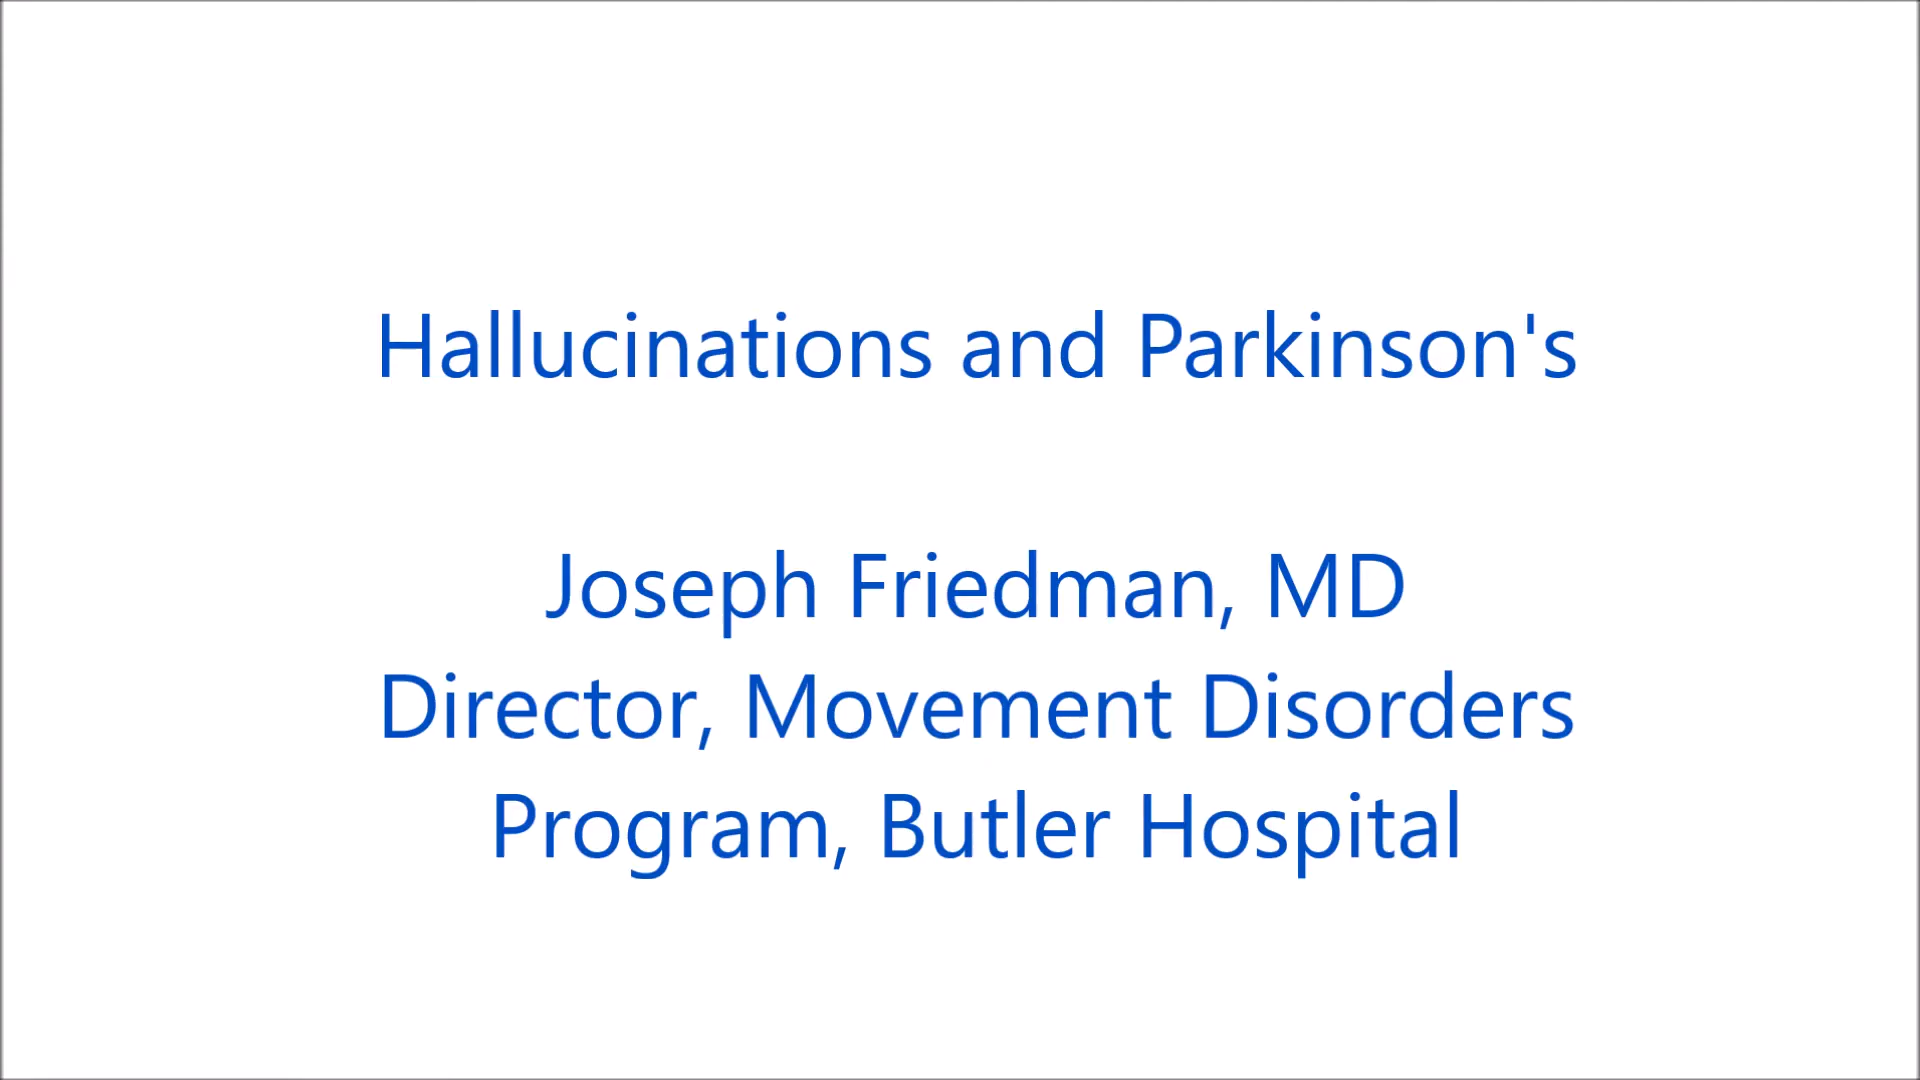 Hallucinations and Parkinson's
Joseph Friedman, MD
Director, Movement Disorders
Program, Butler Hospital